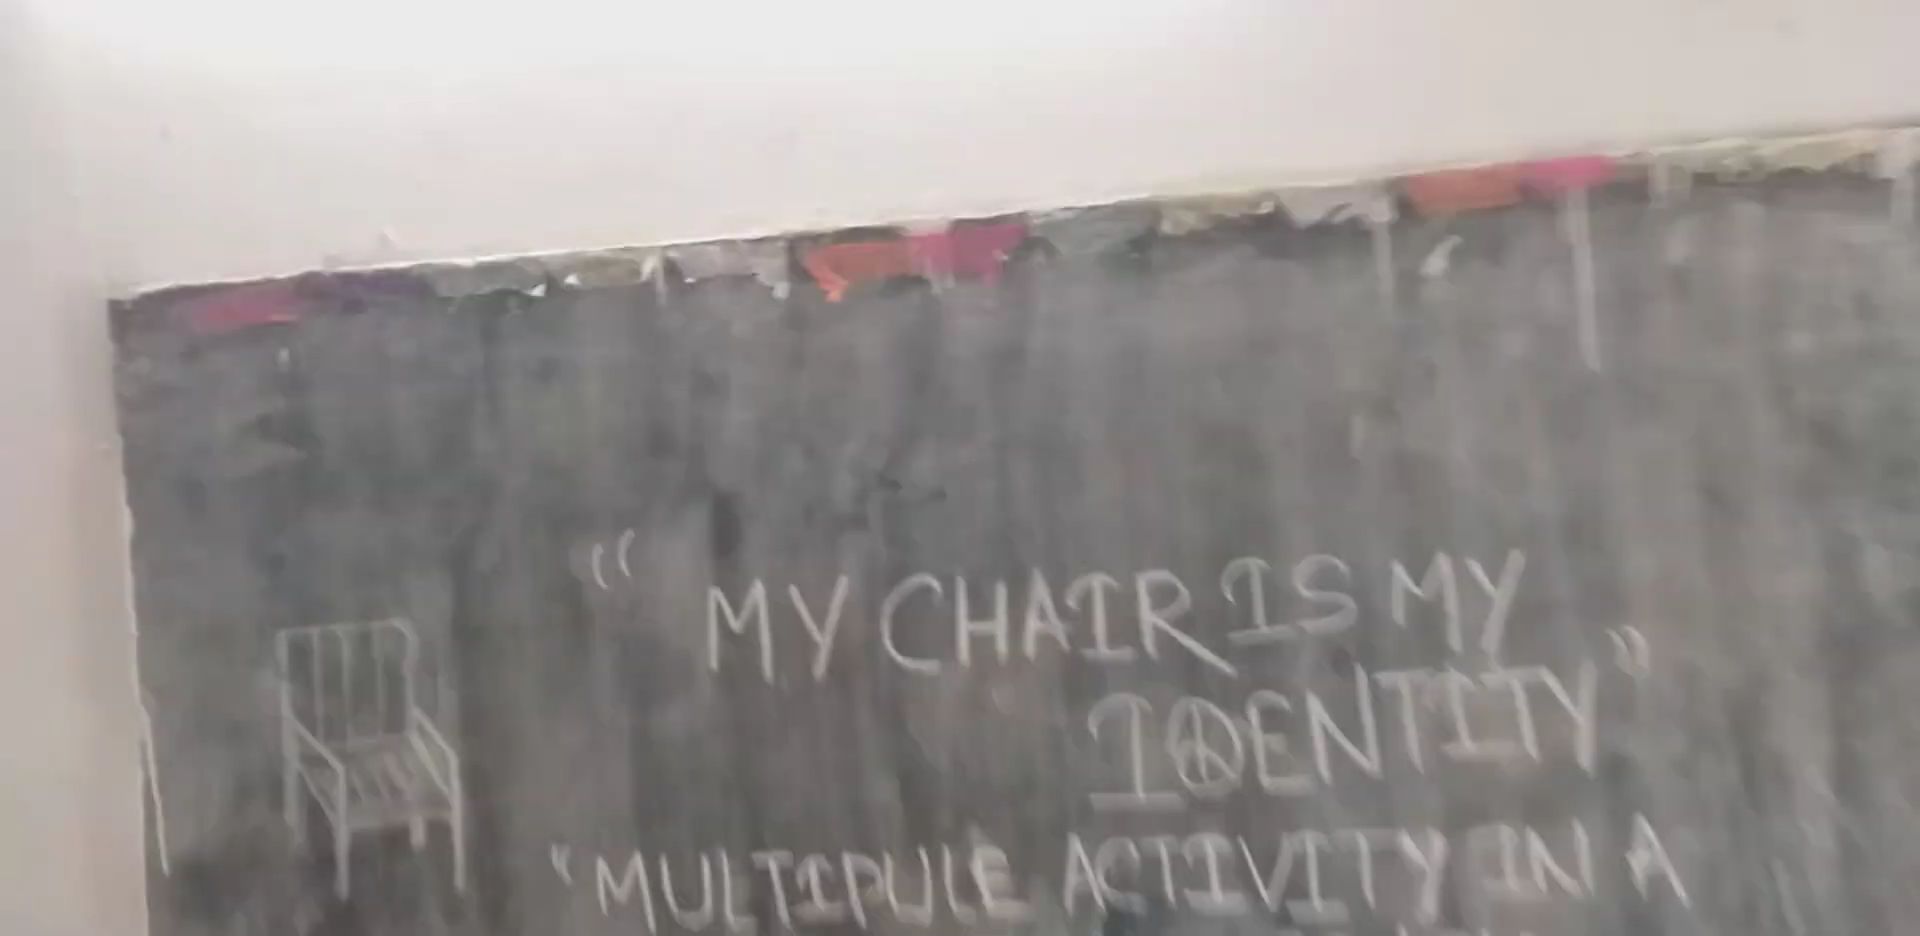 “ MY CHAIR IS MY
IDENTITY ”
“MULTIPULE ACTIVITY IN A